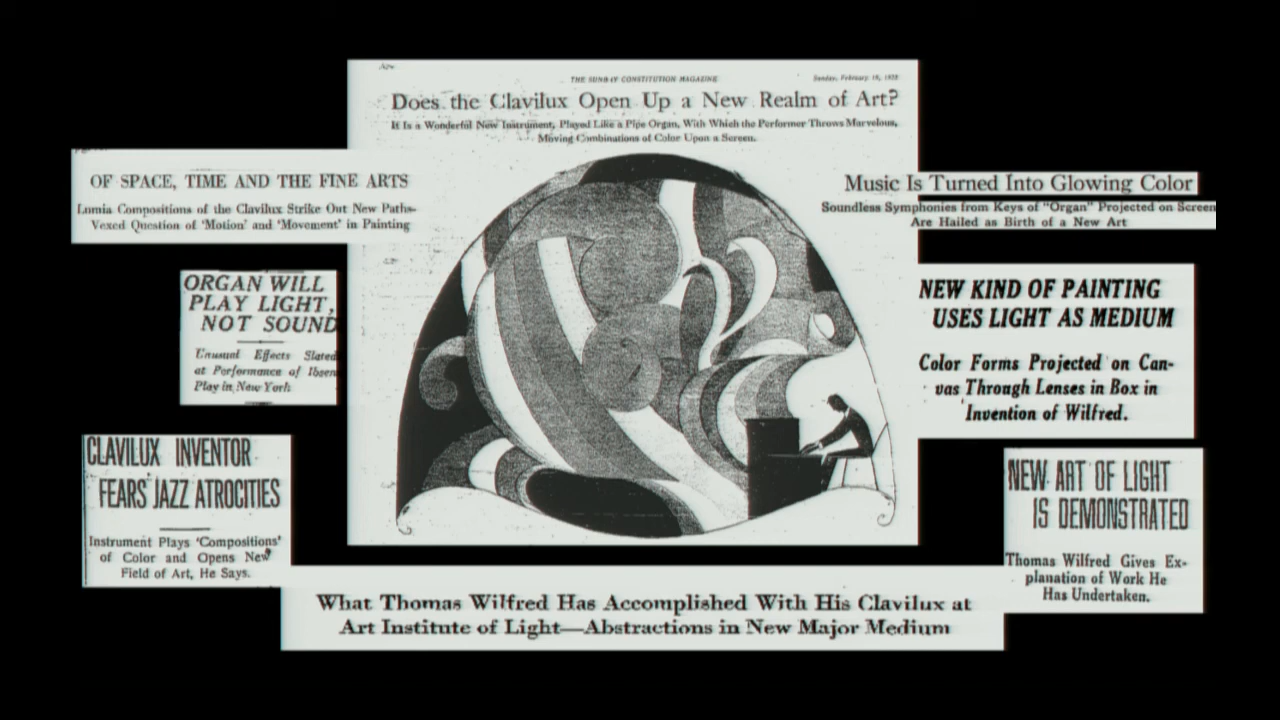 THE SUNDAY CONSTITUTION MAGAZINE
Does the Clavilux Open Up a New Realm of Art?
It Is a Wonderful New Instrument, Played Like a Pipe Organ, With Which the Performer Throws Marvelous,
Moving Combinations of Color Upon a Screen.
OF SPACE, TIME AND THE FINE ARTS
Lumia Compositions of the Clavilux Strike Out New Paths—
Vexed Question of 'Motion' and 'Movement' in Painting
Music Is Turned Into Glowing Color
Soundless Symphonies from Keys of "Organ" Projected on Screen
Are Hailed as Birth of a New Art
ORGAN WILL
PLAY LIGHT,
NOT SOUND
Unusual Effects Slated
at Performance of Ibsen
Play in New York
NEW KIND OF PAINTING
USES LIGHT AS MEDIUM
Color Forms Projected on Can-
vas Through Lenses in Box in
Invention of Wilfred.
CLAVILUX INVENTOR
FEARS JAZZ ATROCITIES
Instrument Plays 'Compositions'
of Color and Opens New
Field of Art, He Says.
NEW ART OF LIGHT
IS DEMONSTRATED
Thomas Wilfred Gives Ex-
planation of Work He
Has Undertaken.
What Thomas Wilfred Has Accomplished With His Clavilux at
Art Institute of Light—Abstractions in New Major Medium